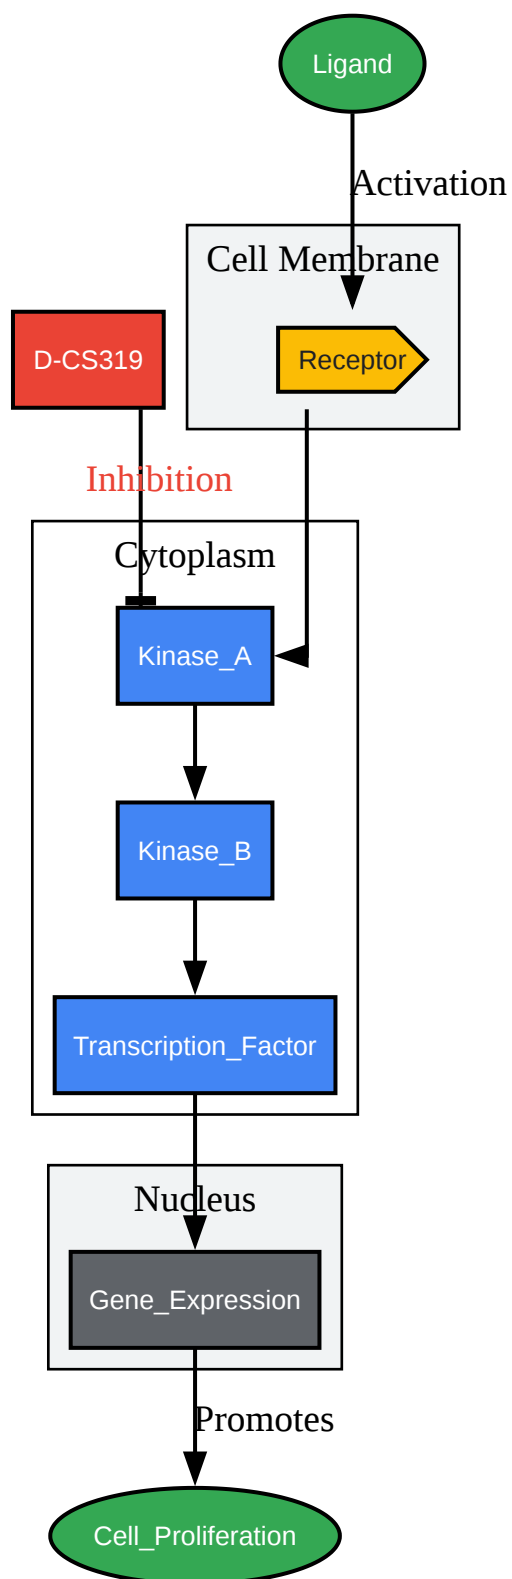 Ligand
Activation
Cell Membrane
D-CS319
Receptor
Inhibition
Cytoplasm
Kinase_A
Kinase_B
Transcription_Factor
Nucleus
Gene_Expression
Promotes
Cell_Proliferation